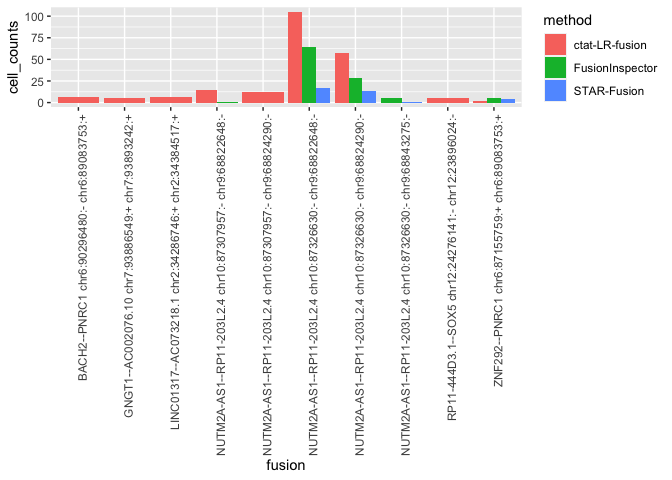 cell_counts
100
75
50
25
0
method
ctat-LR-fusion
FusionInspector
STAR-Fusion
BACH2--PNRC1 chr6:90296480:- chr6:89083753:+
GNGT1--AC002076.10 chr7:93886549:+ chr7:93893242:+
LINC01317--AC073218.1 chr2:34286746:+ chr2:34384517:+
NUTM2A-AS1--RP11-203L2.4 chr10:87307957:- chr9:68822648:-
NUTM2A-AS1--RP11-203L2.4 chr10:87307957:- chr9:68824290:-
NUTM2A-AS1--RP11-203L2.4 chr10:87326630:- chr9:68822648:-
NUTM2A-AS1--RP11-203L2.4 chr10:87326630:- chr9:68824290:-
NUTM2A-AS1--RP11-203L2.4 chr10:87326630:- chr9:68843275:-
RP11-444D3.1--SOX5 chr12:24276141:- chr12:23896024:-
ZNF292--PNRC1 chr6:87155759:+ chr6:89083753:+
fusion